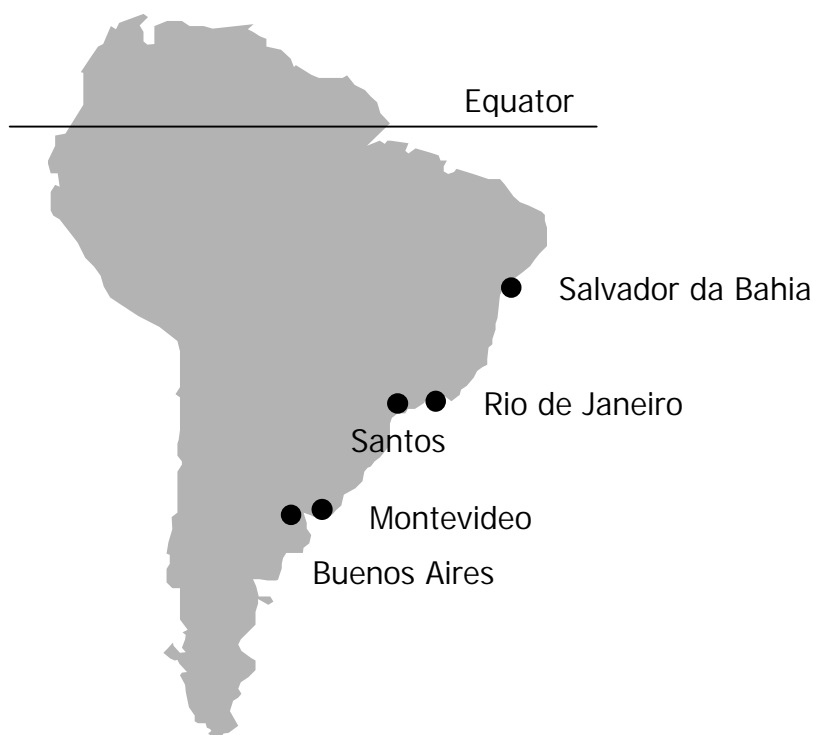 Equator
Salvador da Bahia
Rio de Janeiro
Santos
Montevideo
Buenos Aires